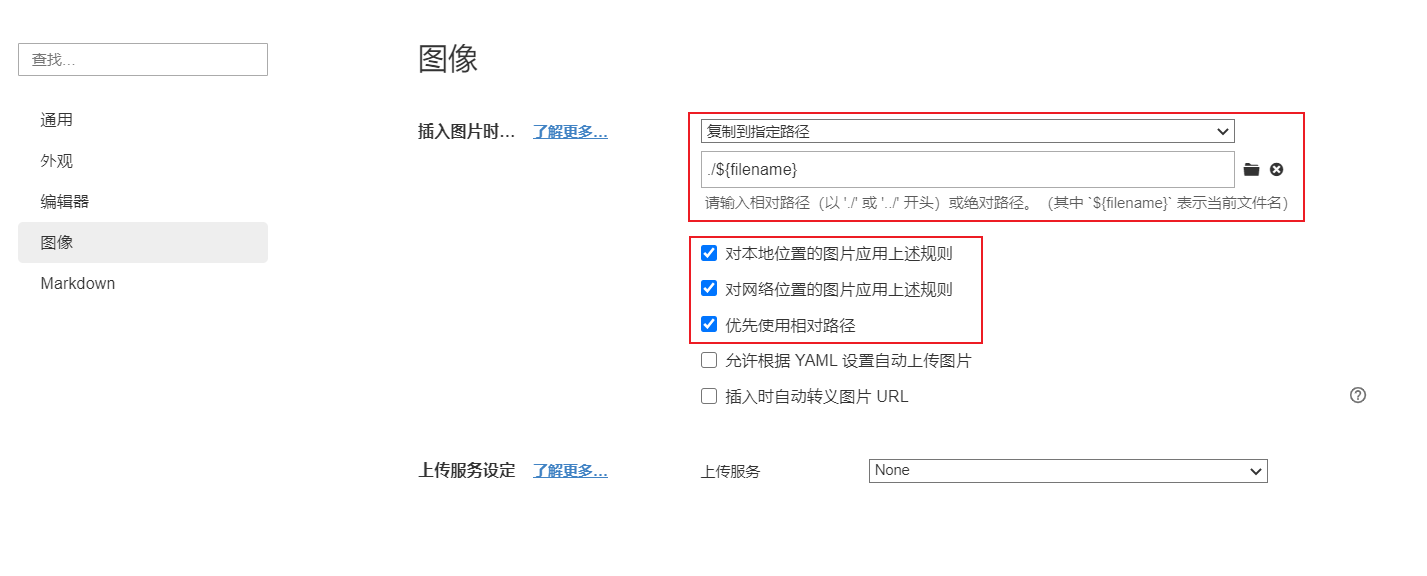 查找...
通用
外观
编辑器
图像
Markdown
图像
插入图片时... 了解更多...
复制到指定路径
./${filename}
请输入相对路径（以 './' 或 '../' 开头）或绝对路径。（其中 `${filename}` 表示当前文件名）
对本地位置的图片应用上述规则
对网络位置的图片应用上述规则
优先使用相对路径
允许根据 YAML 设置自动上传图片
插入时自动转义图片 URL
上传服务设定 了解更多...
上传服务 None